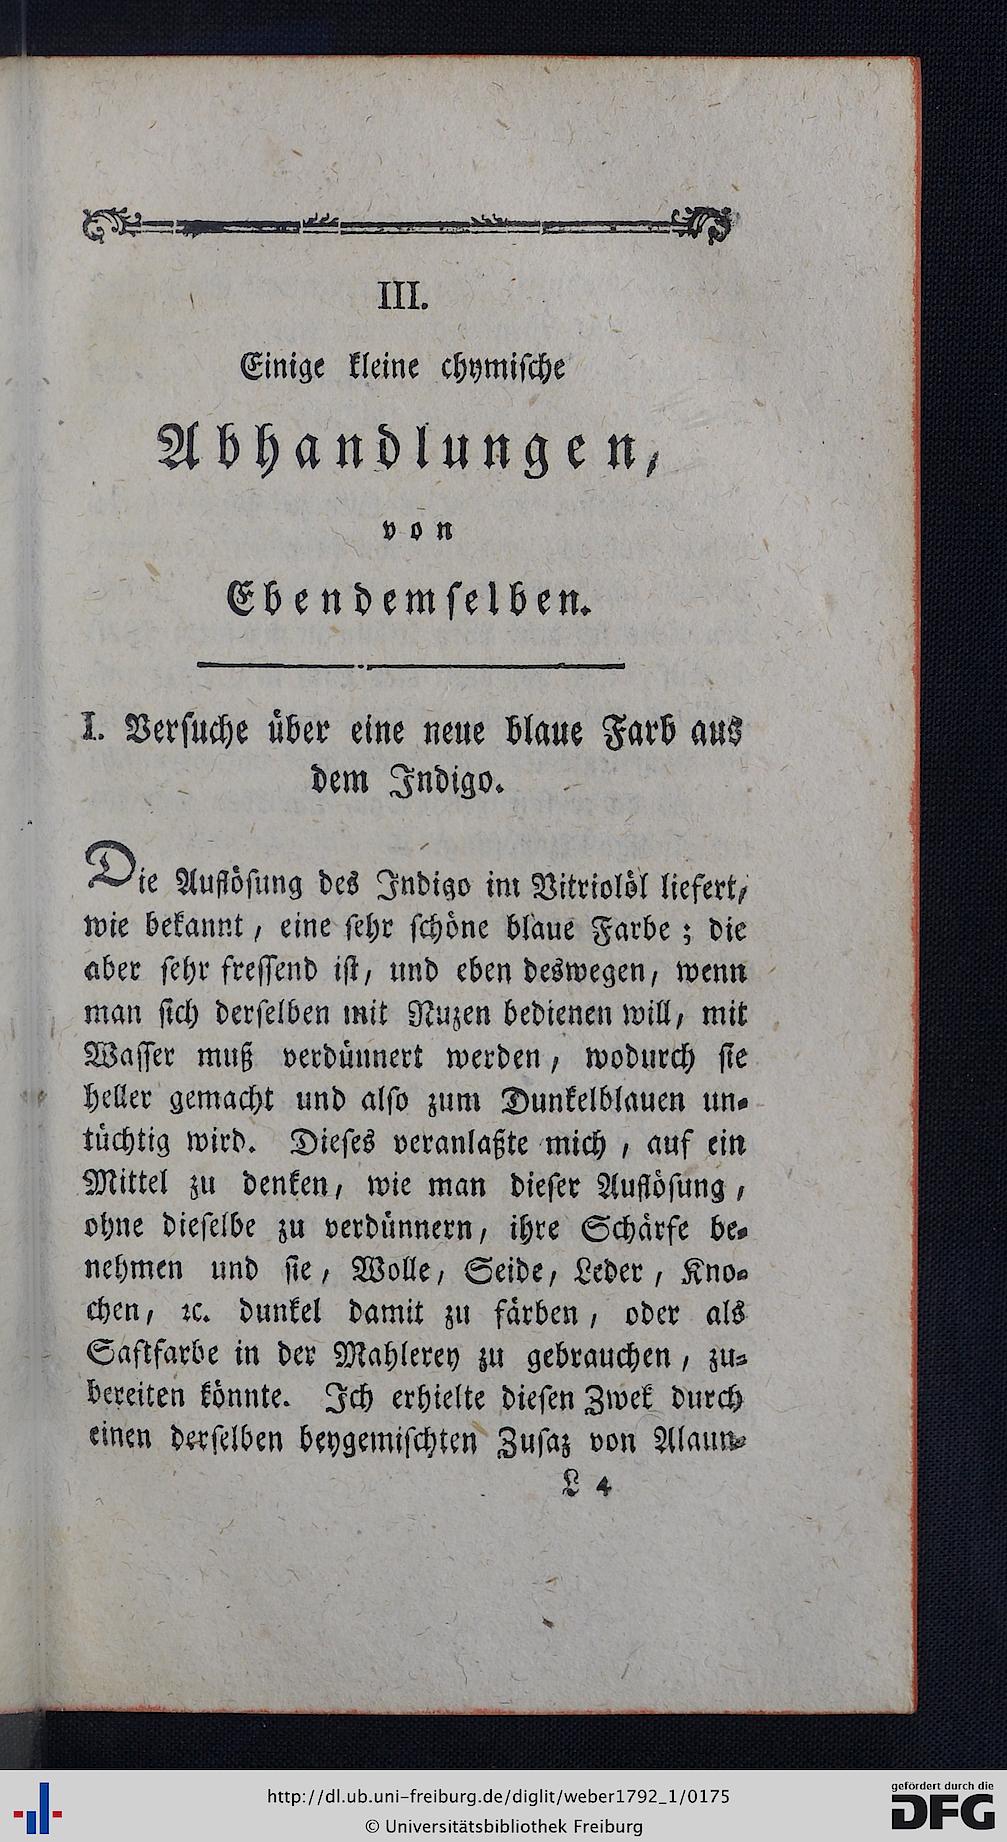 III.
Einige kleine chymiſche
Abhandlungen,
von
Ebendemſelben.
I. Verſuche über eine neue blaue Farb aus
dem Indigo.
Die Auflöſung des Indigo im Vitriolöl liefert,
wie bekannt, eine ſehr ſchöne blaue Farbe; die
aber ſehr freſſend iſt, und eben deswegen, wenn
man ſich derſelben mit Nuzen bedienen will, mit
Waſſer muß verdünnert werden, wodurch ſie
heller gemacht und alſo zum Dunkelblauen un-
tüchtig wird. Dieſes veranlaßte mich, auf ein
Mittel zu denken, wie man dieſer Auflöſung,
ohne dieſelbe zu verdünnern, ihre Schärfe be-
nehmen und ſie, Wolle, Seide, Leder, Kno-
chen, ꝛc. dunkel damit zu färben, oder als
Saftfarbe in der Mahlerey zu gebrauchen, zu-
bereiten könnte. Ich erhielte dieſen Zwek durch
einen derſelben beygemiſchten Zuſaz von Alaun-
L 4
http://dl.ub.uni-freiburg.de/diglit/weber1792_1/0175
© Universitätsbibliothek Freiburg
gefördert durch die
DFG